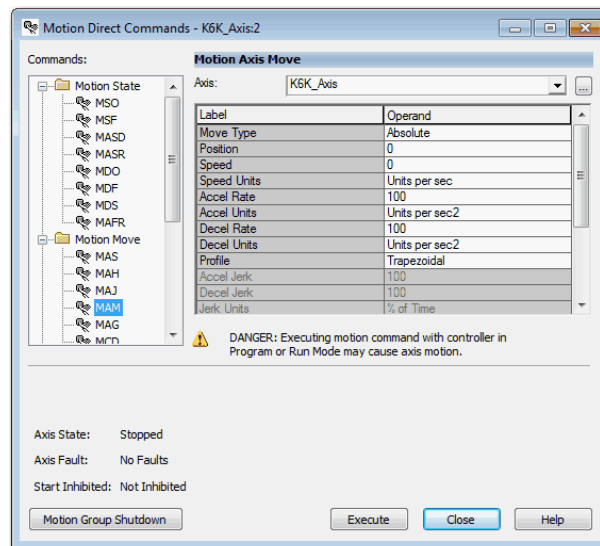 Motion Direct Commands - K6K_Axis:2
Commands:
Motion State
MSO
MSF
MASD
MASR
MDO
MDF
MDS
MAFR
Motion Move
MAS
MAH
MAJ
MAM
MAG
MCD
Motion Axis Move
Axis: K6K_Axis ...
Label Operand
Move Type Absolute
Position 0
Speed 0
Speed Units Units per sec
Accel Rate 100
Accel Units Units per sec2
Decel Rate 100
Decel Units Units per sec2
Profile Trapezoidal
Accel Jerk 100
Decel Jerk 100
Jerk Units % of Time
DANGER: Executing motion command with controller in
Program or Run Mode may cause axis motion.
Axis State: Stopped
Axis Fault: No Faults
Start Inhibited: Not Inhibited
Motion Group Shutdown Execute Close Help